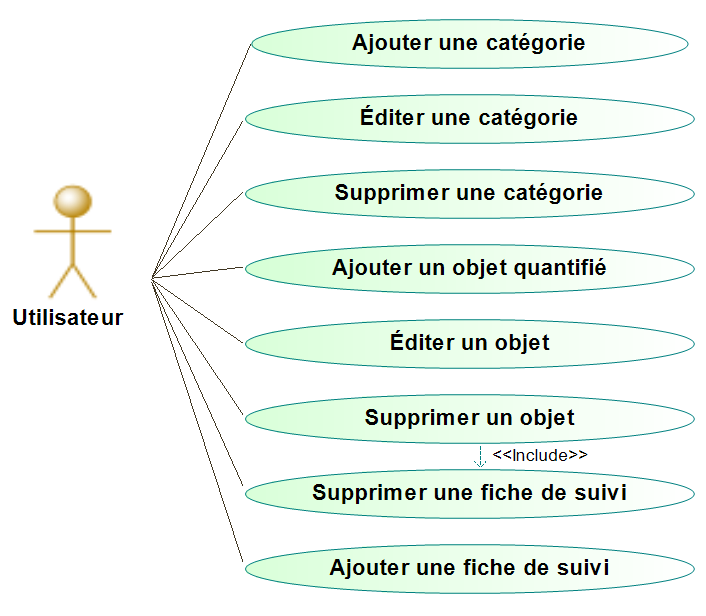 Ajouter une catégorie
Éditer une catégorie
Supprimer une catégorie
Ajouter un objet quantifié
Utilisateur
Éditer un objet
Supprimer un objet
<<Include>>
Supprimer une fiche de suivi
Ajouter une fiche de suivi